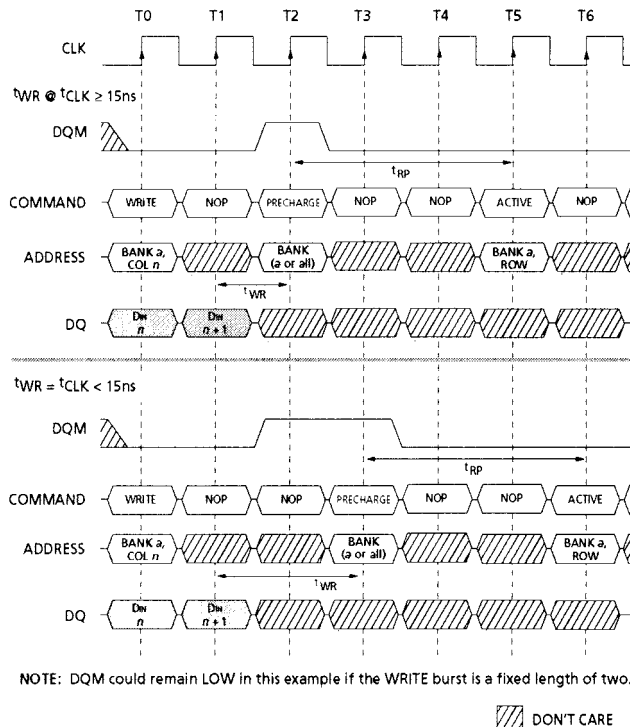 T0 T1 T2 T3 T4 T5 T6
CLK
tWR @ tCLK ≥ 15ns
DQM
tRP
COMMAND WRITE NOP PRECHARGE NOP NOP ACTIVE NOP
ADDRESS BANK a, COL n BANK (a or all) BANK a, ROW
tWR
DQ DIN n DIN n + 1
tWR = tCLK < 15ns
DQM
tRP
COMMAND WRITE NOP NOP PRECHARGE NOP NOP ACTIVE
ADDRESS BANK a, COL n BANK (a or all) BANK a, ROW
tWR
DQ DIN n DIN n + 1
NOTE: DQM could remain LOW in this example if the WRITE burst is a fixed length of two.
DON'T CARE